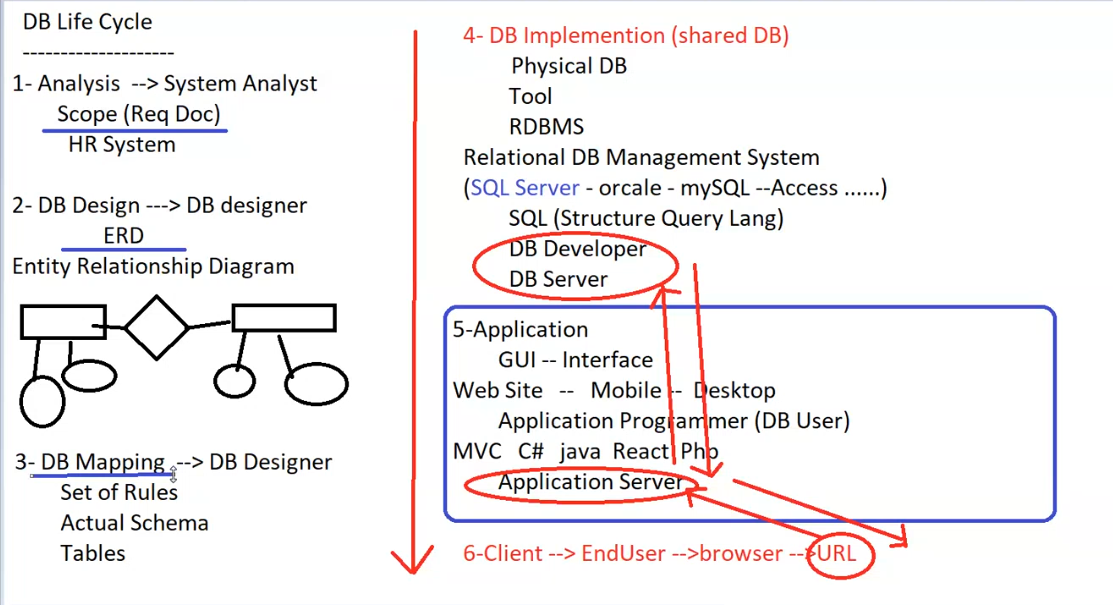 DB Life Cycle
-------------------
1- Analysis --> System Analyst
Scope (Req Doc)
HR System
2- DB Design ---> DB designer
ERD
Entity Relationship Diagram
3- DB Mapping --> DB Designer
Set of Rules
Actual Schema
Tables
4- DB Implemention (shared DB)
Physical DB
Tool
RDBMS
Relational DB Management System
(SQL Server - orcale - mySQL --Access ......)
SQL (Structure Query Lang)
DB Developer
DB Server
5-Application
GUI -- Interface
Web Site -- Mobile -- Desktop
Application Programmer (DB User)
MVC C# java React Php
Application Server
6-Client --> EndUser -->browser -->URL